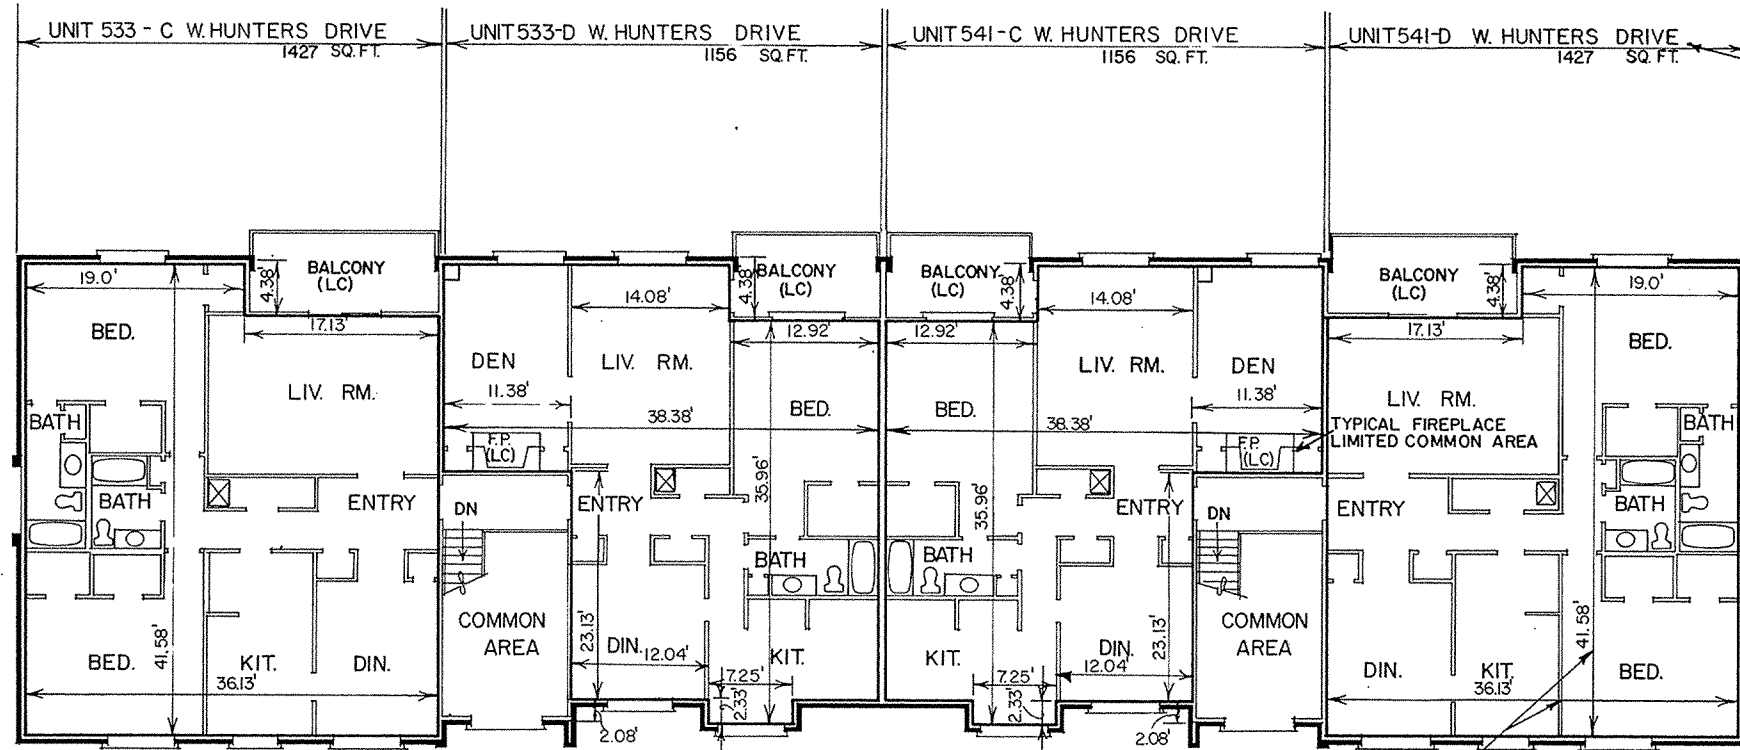 UNIT 533 - C W. HUNTERS DRIVE
1427 SQ. FT.
UNIT 533-D W. HUNTERS DRIVE
1156 SQ. FT.
UNIT 541-C W. HUNTERS DRIVE
1156 SQ. FT.
UNIT 541-D W. HUNTERS DRIVE
1427 SQ. FT.
19.0'
4.38'
BALCONY
(LC)
17.13'
BED.
LIV. RM.
BATH
BATH
ENTRY
41.58'
BED.
KIT.
DIN.
36.13'
14.08'
4.38'
BALCONY
(LC)
12.92'
DEN
LIV. RM.
11.38'
BED.
38.38'
F.P.
(LC)
35.96'
ENTRY
DN
BATH
COMMON
AREA
23.13'
DIN.
12.04'
KIT.
7.25'
2.33'
2.08'
BALCONY
(LC)
4.38'
14.08'
12.92'
LIV. RM.
DEN
BED.
11.38'
38.38'
F.P.
(LC)
TYPICAL FIREPLACE
LIMITED COMMON AREA
35.96'
ENTRY
DN
BATH
COMMON
AREA
23.13'
KIT.
DIN.
12.04'
7.25'
2.33'
2.08'
BALCONY
(LC)
4.38'
19.0'
17.13'
BED.
LIV. RM.
BATH
ENTRY
BATH
41.58'
DIN.
KIT.
BED.
36.13'